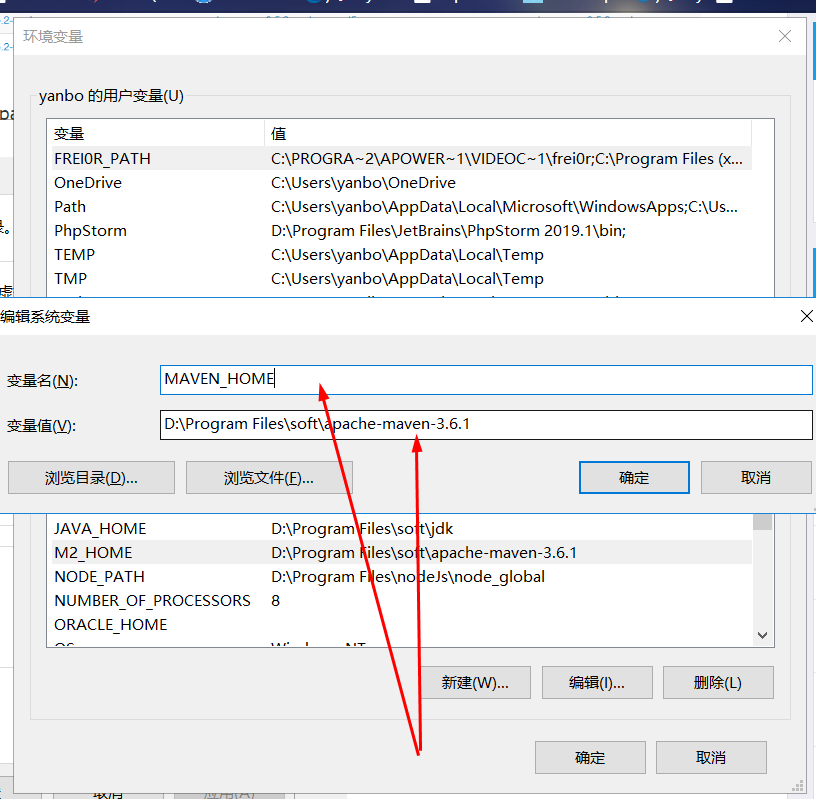 环境变量
yanbo 的用户变量(U)
变量 值
FREI0R_PATH C:\PROGRA~2\APOWER~1\VIDEOC~1\frei0r;C:\Program Files (x...
OneDrive C:\Users\yanbo\OneDrive
Path C:\Users\yanbo\AppData\Local\Microsoft\WindowsApps;C:\Us...
PhpStorm D:\Program Files\JetBrains\PhpStorm 2019.1\bin;
TEMP C:\Users\yanbo\AppData\Local\Temp
TMP C:\Users\yanbo\AppData\Local\Temp
编辑系统变量
变量名(N): MAVEN_HOME
变量值(V): D:\Program Files\soft\apache-maven-3.6.1
浏览目录(D)... 浏览文件(F)... 确定 取消
JAVA_HOME D:\Program Files\soft\jdk
M2_HOME D:\Program Files\soft\apache-maven-3.6.1
NODE_PATH D:\Program Files\nodeJs\node_global
NUMBER_OF_PROCESSORS 8
ORACLE_HOME
OS Windows_NT
新建(W)... 编辑(I)... 删除(L)
确定 取消
取消 应用(A)